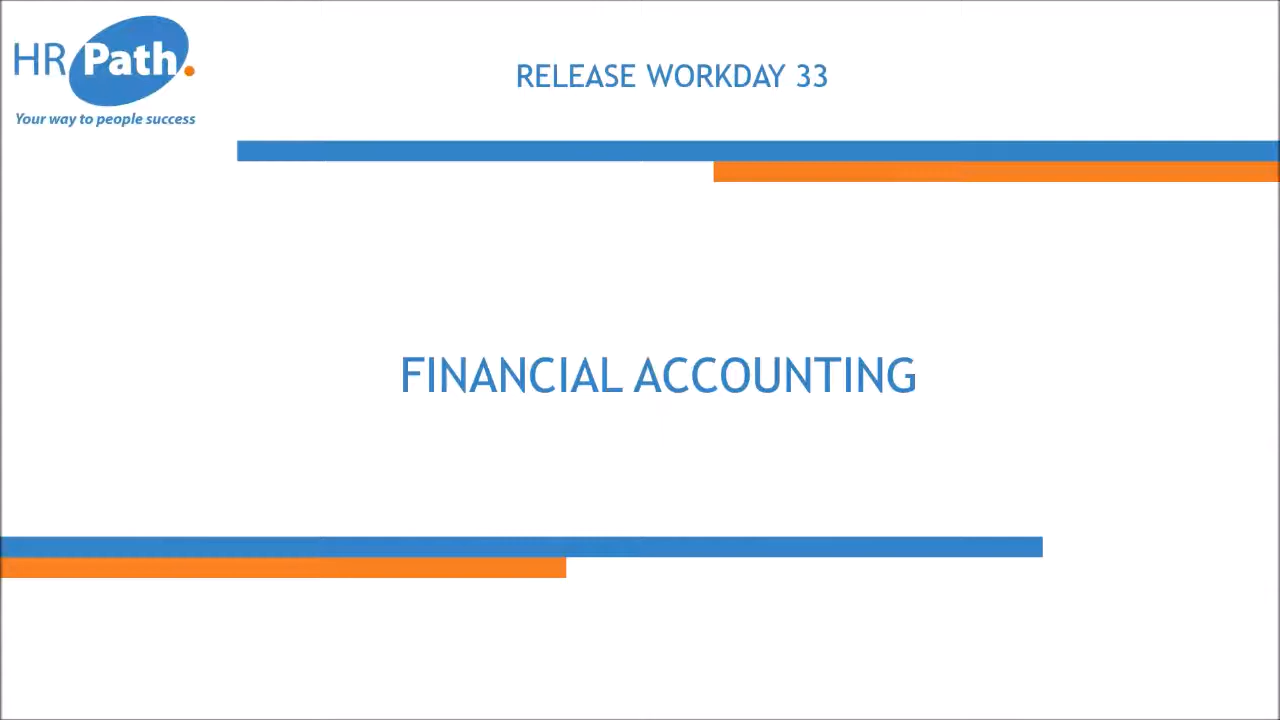 HR Path.
Your way to people success
RELEASE WORKDAY 33
FINANCIAL ACCOUNTING